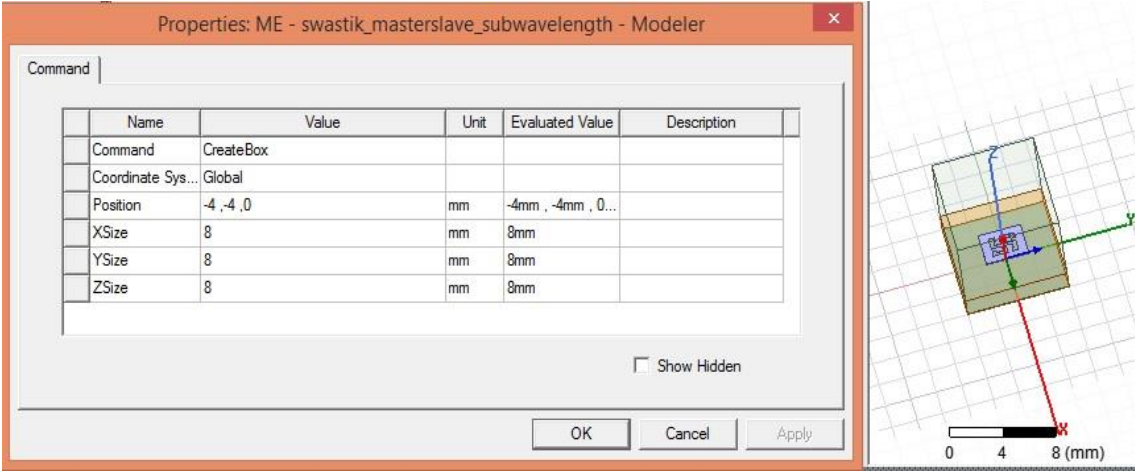 Properties: ME - swastik_masterslave_subwavelength - Modeler
Command
Name Value Unit Evaluated Value Description
Command CreateBox
Coordinate Sys... Global
Position -4 ,-4 ,0 mm -4mm , -4mm , 0...
XSize 8 mm 8mm
YSize 8 mm 8mm
ZSize 8 mm 8mm
Show Hidden
OK Cancel Apply
Z
Y
X
0 4 8 (mm)